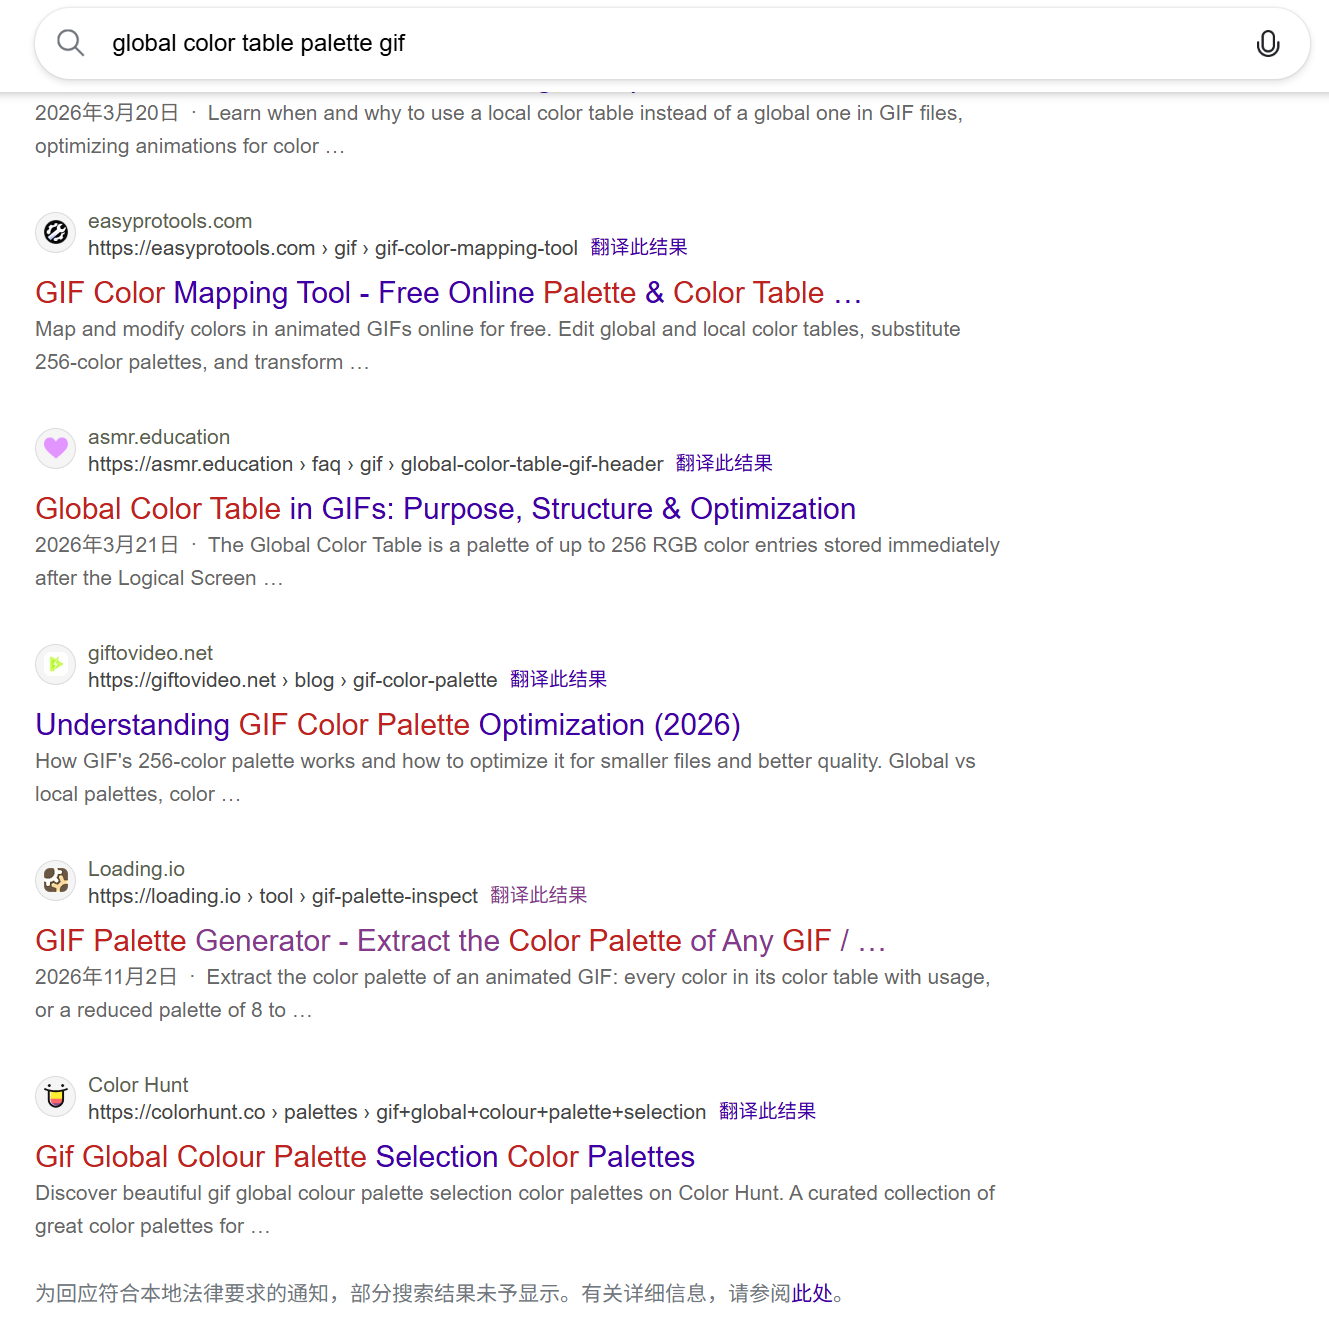 global color table palette gif
2026年3月20日 · Learn when and why to use a local color table instead of a global one in GIF files,
optimizing animations for color ...
easyprotools.com
https://easyprotools.com › gif › gif-color-mapping-tool 翻译此结果
GIF Color Mapping Tool - Free Online Palette & Color Table ...
Map and modify colors in animated GIFs online for free. Edit global and local color tables, substitute
256-color palettes, and transform ...
asmr.education
https://asmr.education › faq › gif › global-color-table-gif-header 翻译此结果
Global Color Table in GIFs: Purpose, Structure & Optimization
2026年3月21日 · The Global Color Table is a palette of up to 256 RGB color entries stored immediately
after the Logical Screen ...
giftovideo.net
https://giftovideo.net › blog › gif-color-palette 翻译此结果
Understanding GIF Color Palette Optimization (2026)
How GIF's 256-color palette works and how to optimize it for smaller files and better quality. Global vs
local palettes, color ...
Loading.io
https://loading.io › tool › gif-palette-inspect 翻译此结果
GIF Palette Generator - Extract the Color Palette of Any GIF / ...
2026年11月2日 · Extract the color palette of an animated GIF: every color in its color table with usage,
or a reduced palette of 8 to ...
Color Hunt
https://colorhunt.co › palettes › gif+global+colour+palette+selection 翻译此结果
Gif Global Colour Palette Selection Color Palettes
Discover beautiful gif global colour palette selection color palettes on Color Hunt. A curated collection of
great color palettes for ...
为回应符合本地法律要求的通知，部分搜索结果未予显示。有关详细信息，请参阅此处。